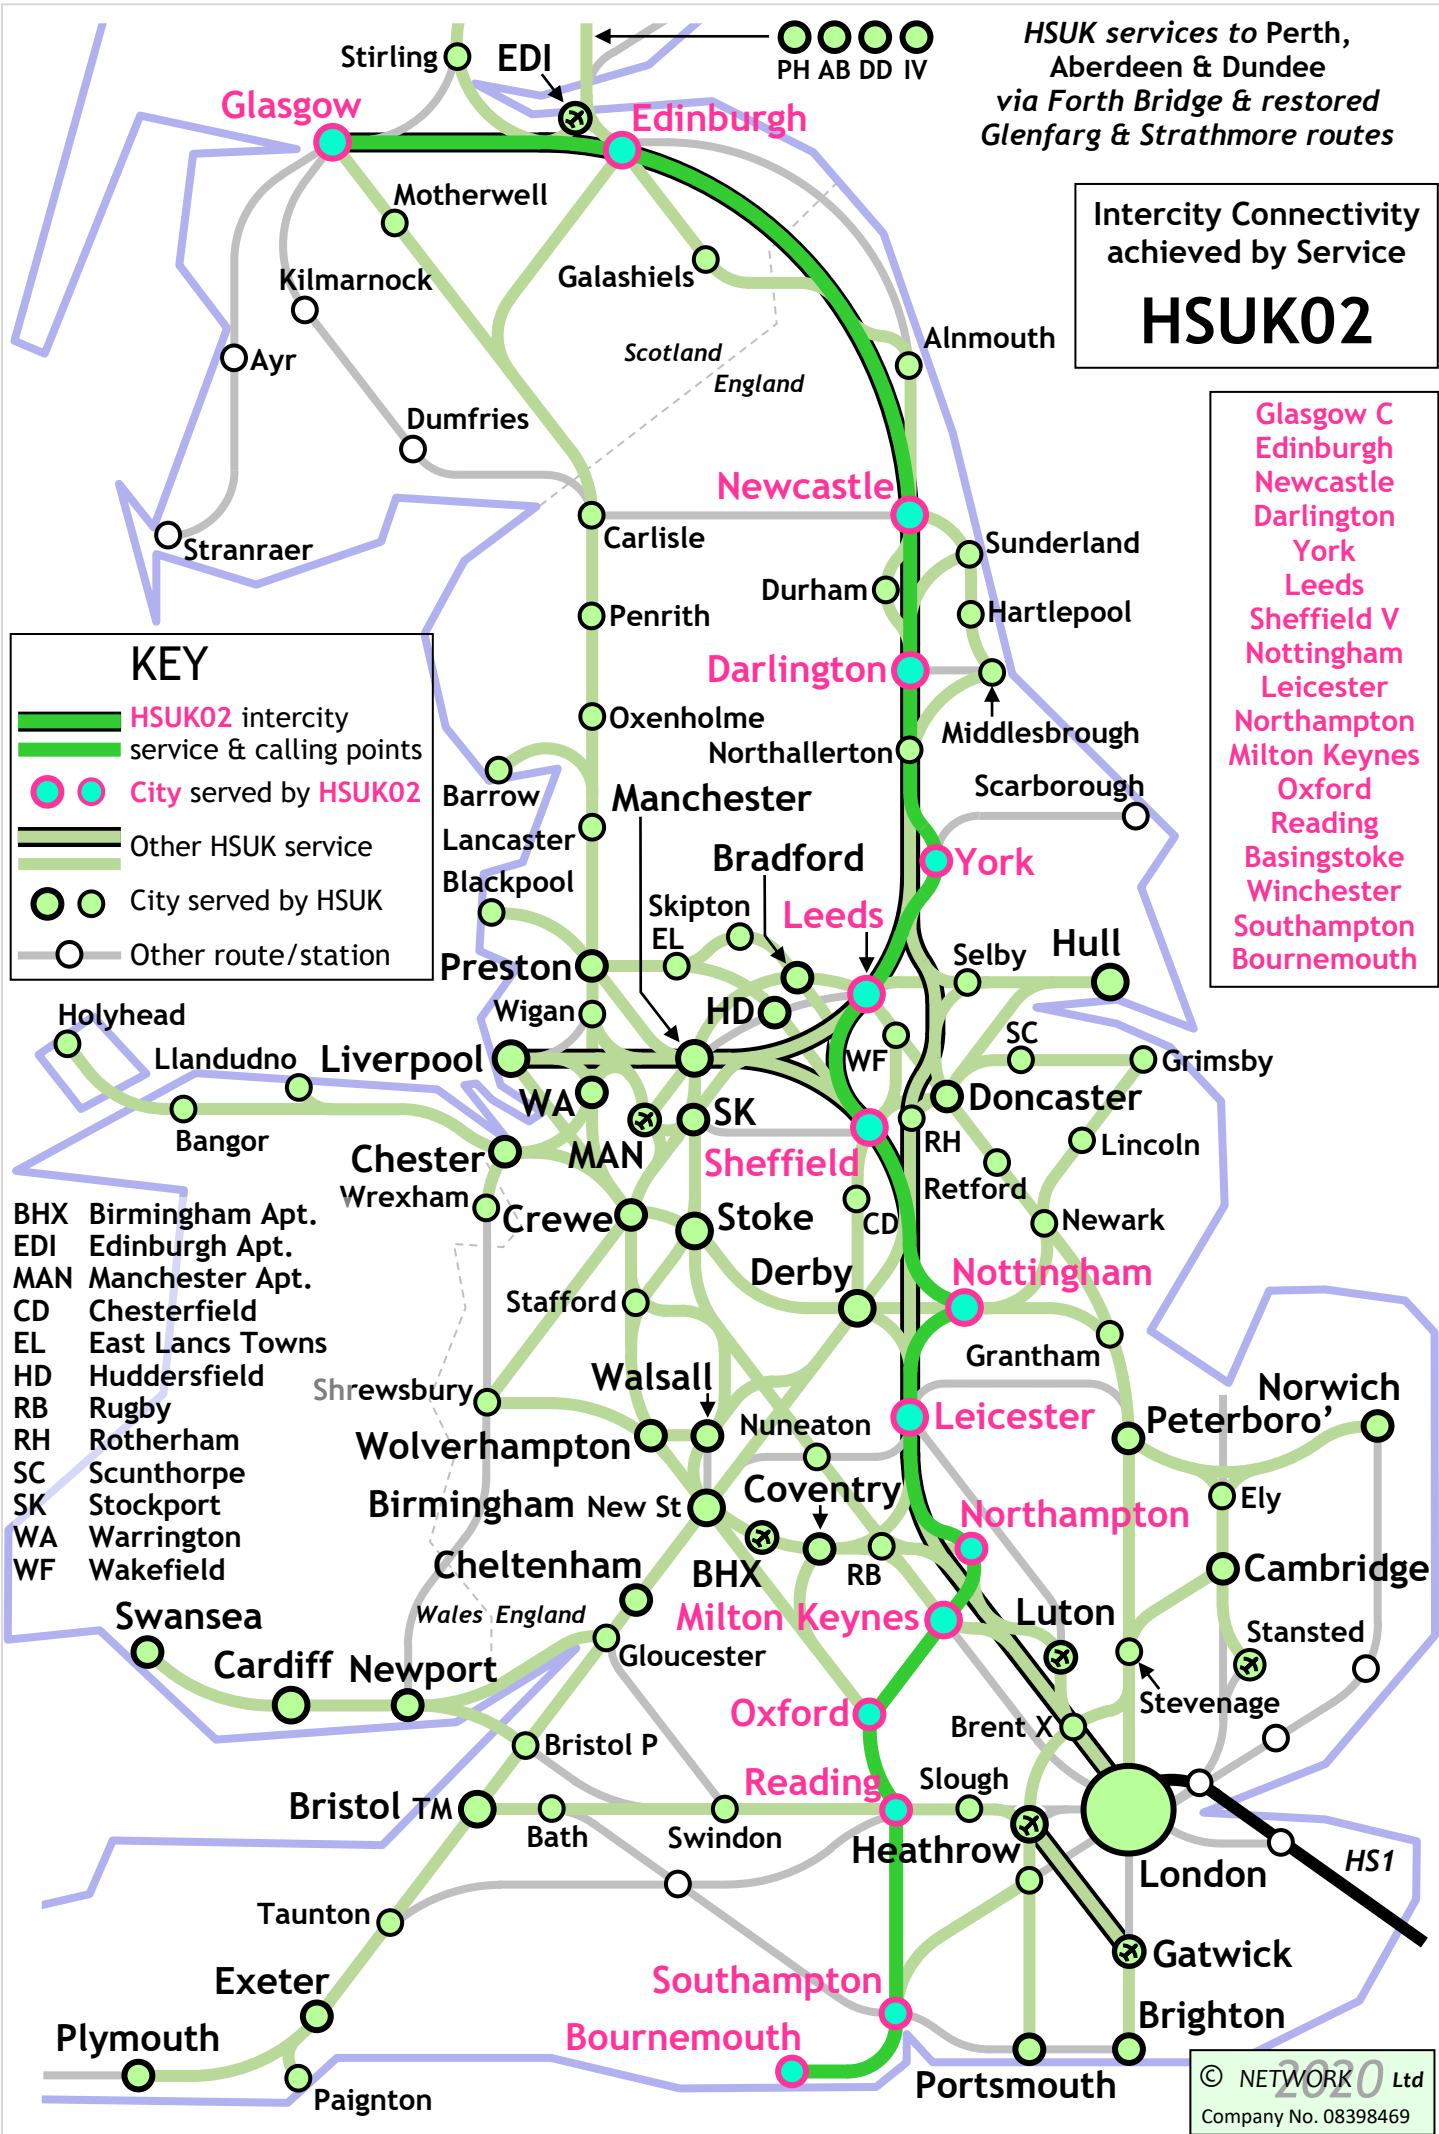 HSUK services to Perth,
Aberdeen & Dundee
via Forth Bridge & restored
Glenfarg & Strathmore routes
PH AB DD IV
Stirling
EDI
Glasgow
Edinburgh
Motherwell
Kilmarnock
Galashiels
Ayr
Alnmouth
Scotland
England
Dumfries
Intercity Connectivity
achieved by Service
HSUK02
Glasgow C
Edinburgh
Newcastle
Darlington
York
Leeds
Sheffield V
Nottingham
Leicester
Northampton
Milton Keynes
Oxford
Reading
Basingstoke
Winchester
Southampton
Bournemouth
Newcastle
Carlisle
Stranraer
Sunderland
Durham
Hartlepool
Penrith
Darlington
Middlesbrough
Oxenholme
Northallerton
KEY
HSUK02 intercity
service & calling points
City served by HSUK02
Other HSUK service
City served by HSUK
Other route/station
Barrow
Scarborough
Manchester
Lancaster
Bradford
York
Blackpool
Skipton
Leeds
EL
Selby
Hull
Preston
Wigan
HD
Holyhead
Llandudno
Liverpool
WF
SC
Grimsby
WA
SK
Doncaster
Bangor
MAN
RH
Lincoln
Chester
Sheffield
Retford
Wrexham
Crewe
Stoke
CD
Newark
Derby
Nottingham
Stafford
Grantham
BHX Birmingham Apt.
EDI Edinburgh Apt.
MAN Manchester Apt.
CD Chesterfield
EL East Lancs Towns
HD Huddersfield
RB Rugby
RH Rotherham
SC Scunthorpe
SK Stockport
WA Warrington
WF Wakefield
Shrewsbury
Walsall
Norwich
Leicester
Peterboro’
Nuneaton
Wolverhampton
Coventry
Ely
Birmingham New St
Northampton
Cheltenham
BHX
RB
Cambridge
Wales England
Milton Keynes
Luton
Swansea
Stansted
Gloucester
Cardiff
Newport
Stevenage
Oxford
Brent X
Bristol P
Reading
Slough
Bristol TM
Bath
Swindon
Heathrow
London
HS1
Taunton
Gatwick
Exeter
Southampton
Brighton
Bournemouth
Plymouth
Portsmouth
Paignton
© NETWORK 2020 Ltd
Company No. 08398469